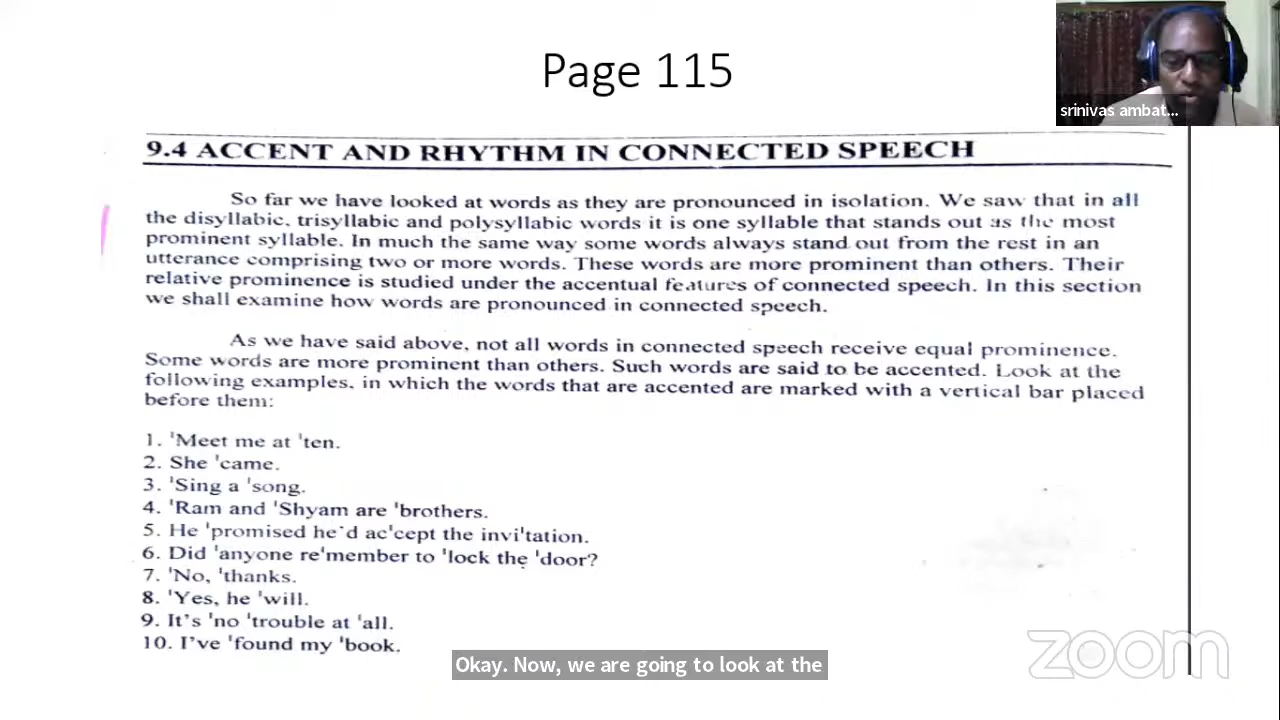 Page 115
srinivas ambat...
9.4 ACCENT AND RHYTHM IN CONNECTED SPEECH
So far we have looked at words as they are pronounced in isolation. We saw that in all
the disyllabic, trisyllabic and polysyllabic words it is one syllable that stands out as the most
prominent syllable. In much the same way some words always stand out from the rest in an
utterance comprising two or more words. These words are more prominent than others. Their
relative prominence is studied under the accentual features of connected speech. In this section
we shall examine how words are pronounced in connected speech.
As we have said above, not all words in connected speech receive equal prominence.
Some words are more prominent than others. Such words are said to be accented. Look at the
following examples, in which the words that are accented are marked with a vertical bar placed
before them:
1. 'Meet me at 'ten.
2. She 'came.
3. 'Sing a 'song.
4. 'Ram and 'Shyam are 'brothers.
5. He 'promised he'd ac'cept the invi'tation.
6. Did 'anyone re'member to 'lock the 'door?
7. 'No, 'thanks.
8. 'Yes, he 'will.
9. It's 'no 'trouble at 'all.
10. I've 'found my 'book.
Okay. Now, we are going to look at the
zoom